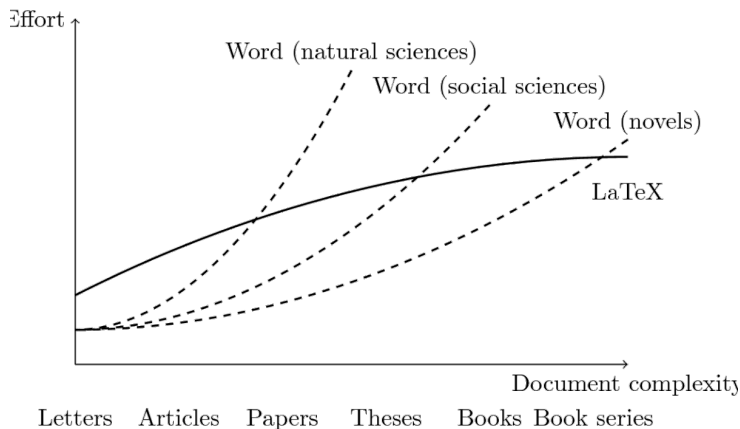 Effort
Word (natural sciences)
Word (social sciences)
Word (novels)
LaTeX
Document complexity
Letters Articles Papers Theses Books Book series